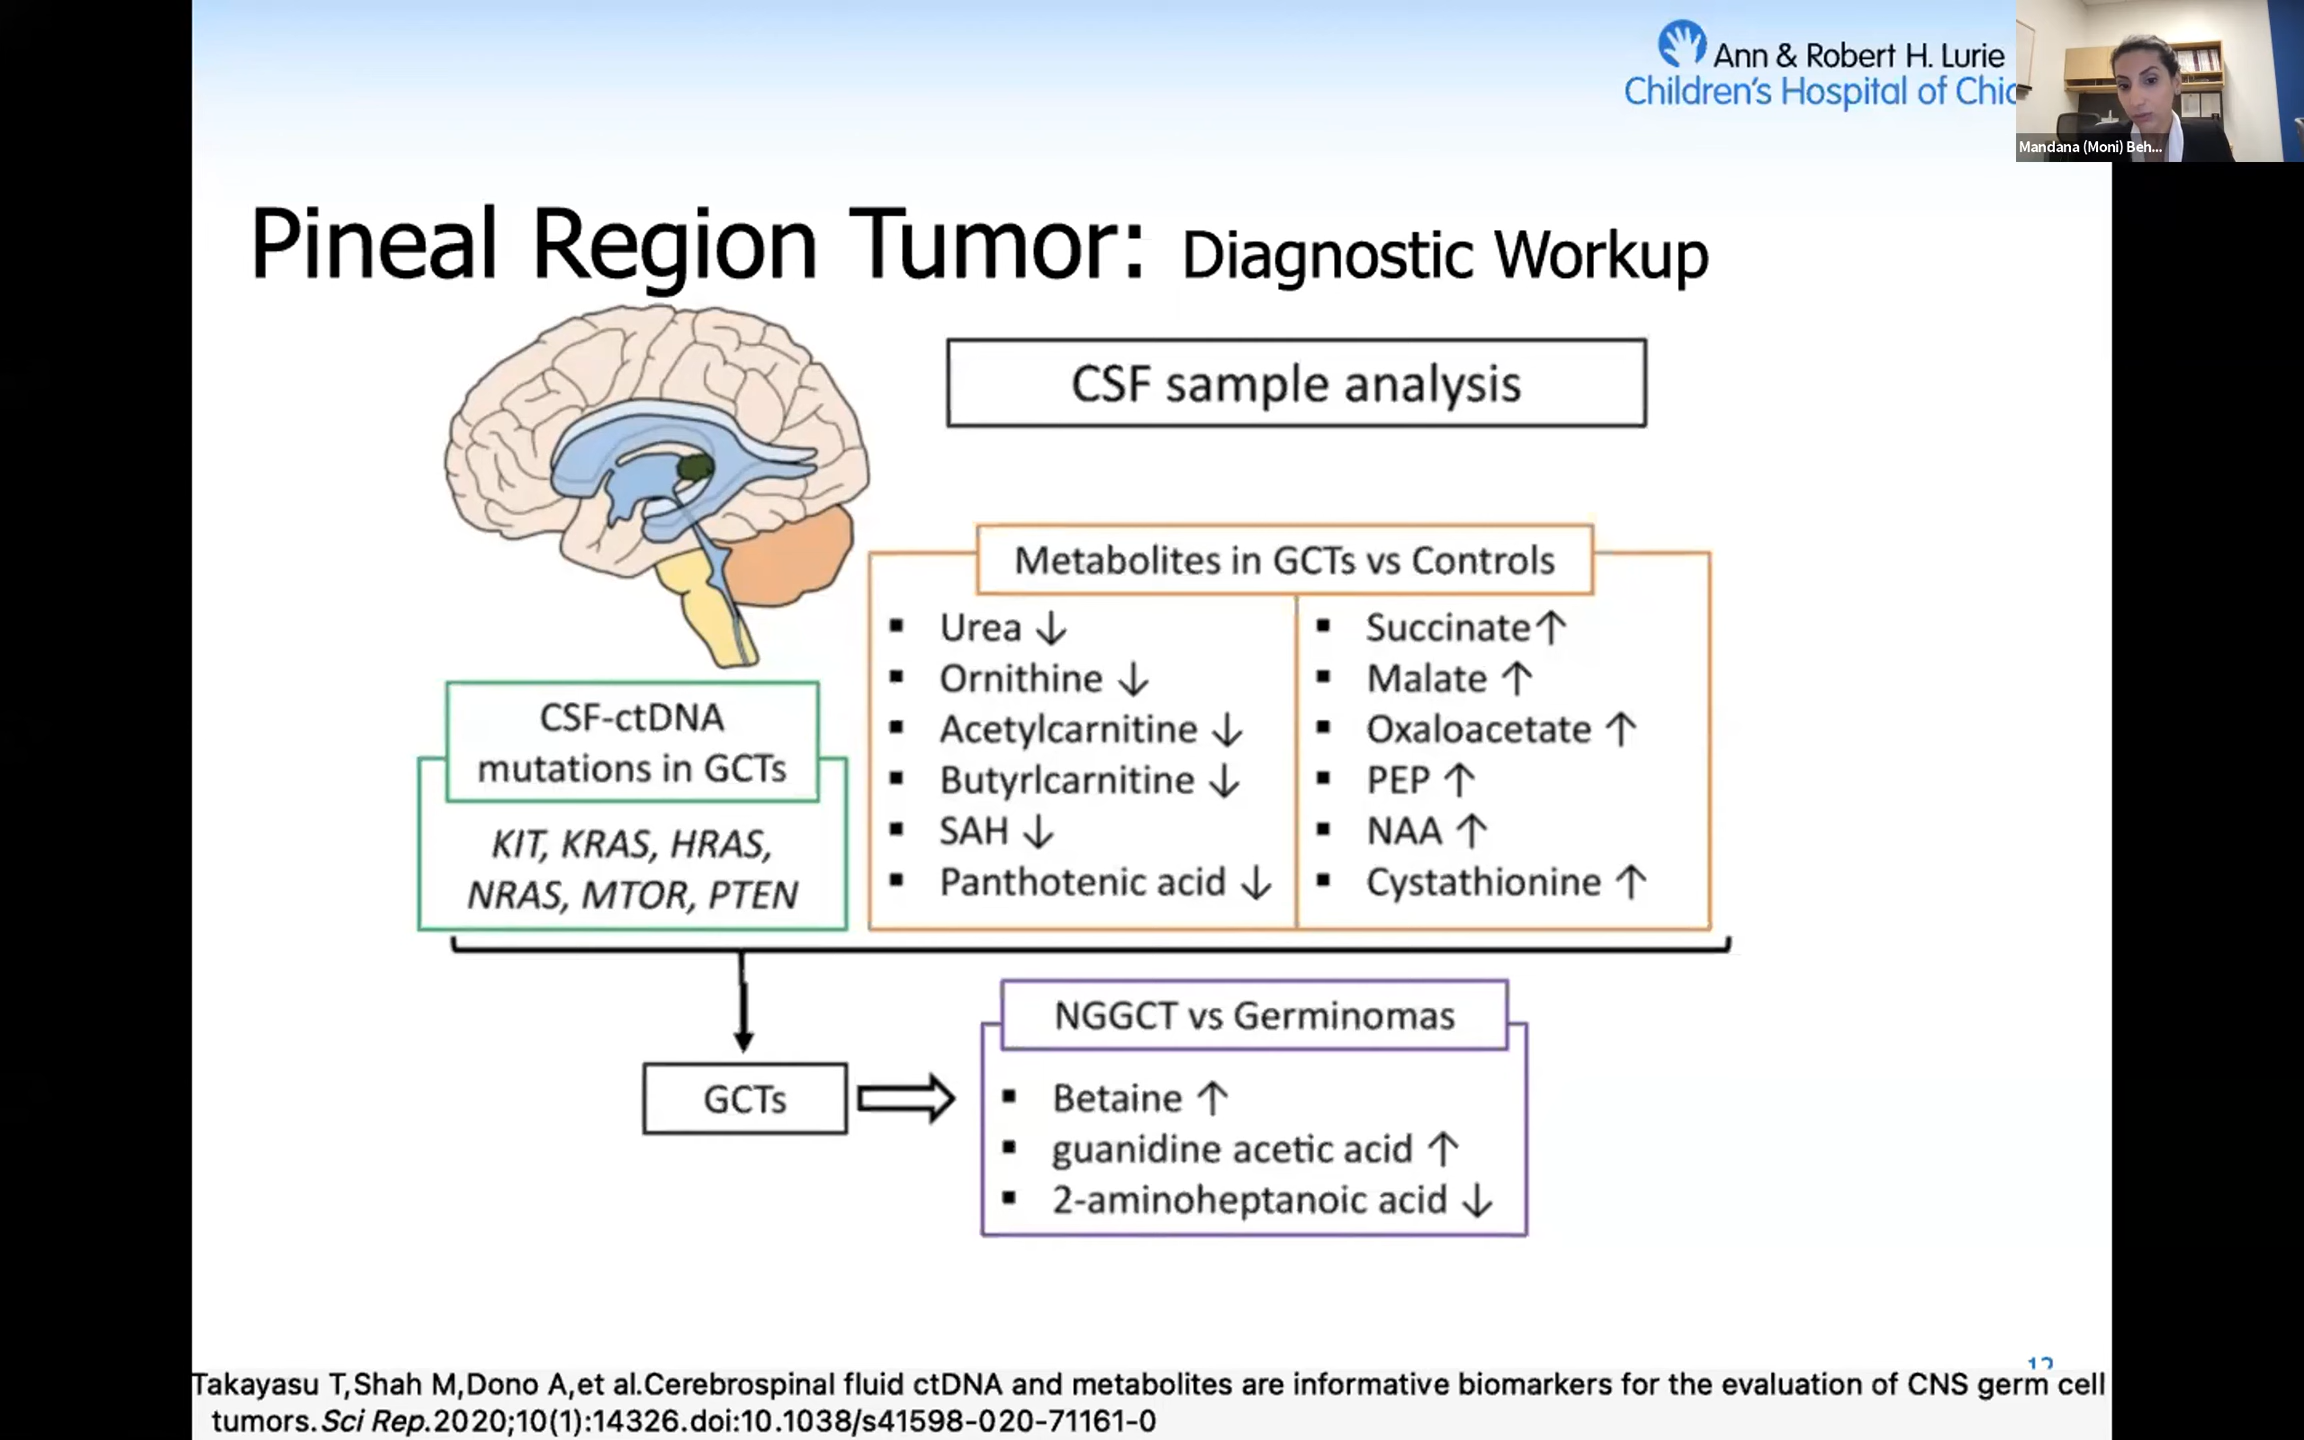 Ann & Robert H. Lurie
Children's Hospital of Chic
Mandana (Moni) Beh...
Pineal Region Tumor: Diagnostic Workup
CSF sample analysis
Metabolites in GCTs vs Controls
▪ Urea ↓
▪ Ornithine ↓
▪ Acetylcarnitine ↓
▪ Butyrlcarnitine ↓
▪ SAH ↓
▪ Panthotenic acid ↓
▪ Succinate↑
▪ Malate ↑
▪ Oxaloacetate ↑
▪ PEP ↑
▪ NAA ↑
▪ Cystathionine ↑
CSF-ctDNA
mutations in GCTs
KIT, KRAS, HRAS,
NRAS, MTOR, PTEN
GCTs
NGGCT vs Germinomas
▪ Betaine ↑
▪ guanidine acetic acid ↑
▪ 2-aminoheptanoic acid ↓
12
Takayasu T,Shah M,Dono A,et al.Cerebrospinal fluid ctDNA and metabolites are informative biomarkers for the evaluation of CNS germ cell
tumors.Sci Rep.2020;10(1):14326.doi:10.1038/s41598-020-71161-0